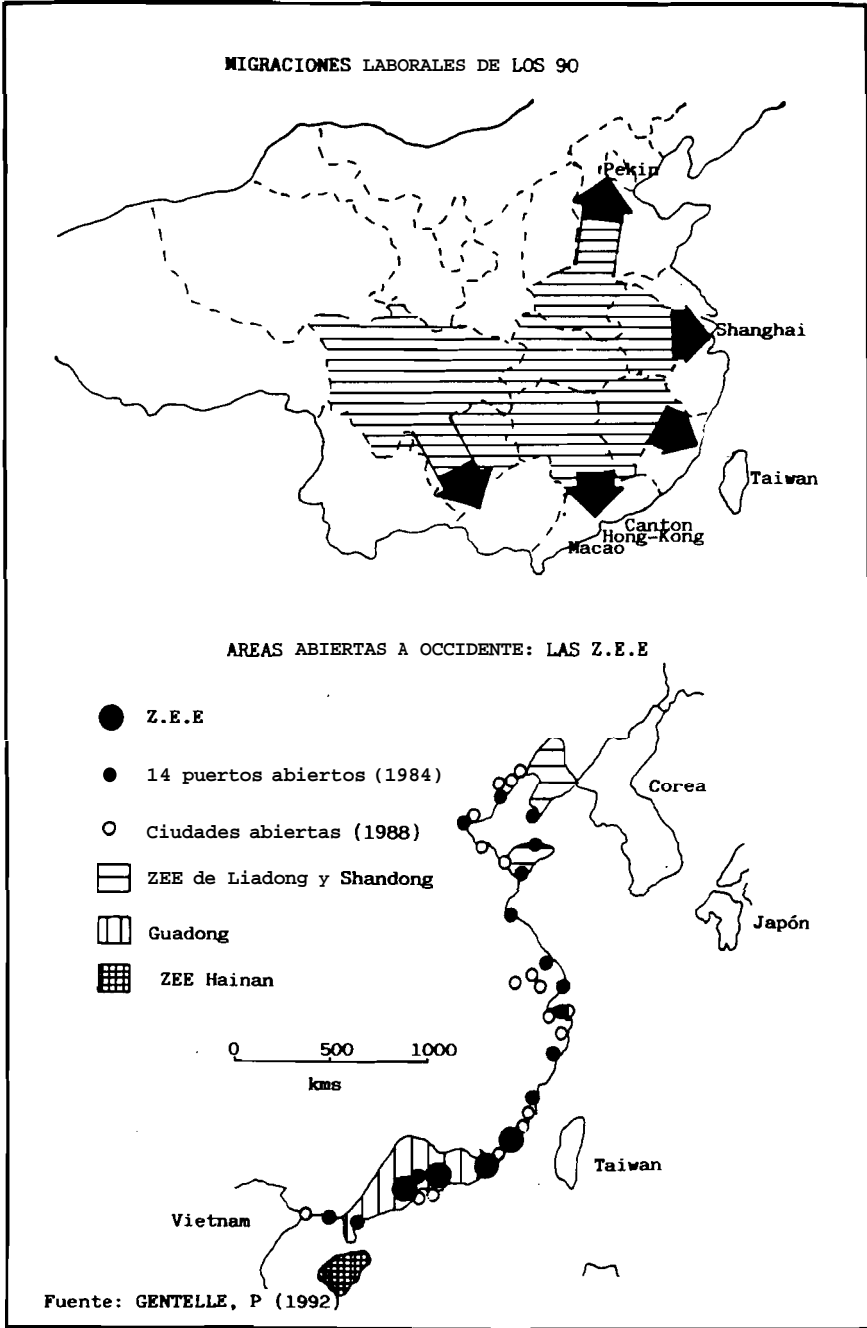 MIGRACIONES LABORALES DE LOS 90
Pekin
Shanghai
Taiwan
Canton
Hong-Kong
Macao
AREAS ABIERTAS A OCCIDENTE: LAS Z.E.E
Z.E.E
14 puertos abiertos (1984)
Ciudades abiertas (1988)
ZEE de Liadong y Shandong
Guadong
ZEE Hainan
Corea
Japón
0 500 1000
kms
Taiwan
Vietnam
Fuente: GENTELLE, P (1992)